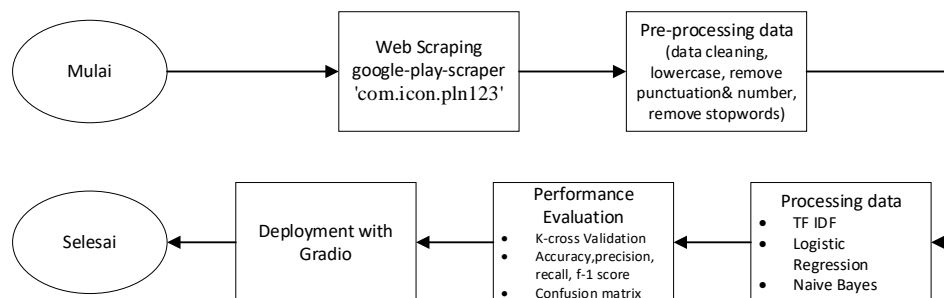 Mulai
Web Scraping
google-play-scraper
'com.icon.pln123'
Pre-processing data
(data cleaning,
lowercase, remove
punctuation& number,
remove stopwords)
Selesai
Deployment with
Gradio
Performance
Evaluation
• K-cross Validation
• Accuracy,precision,
recall, f-1 score
• Confusion matrix
Processing data
• TF IDF
• Logistic
Regression
• Naive Bayes